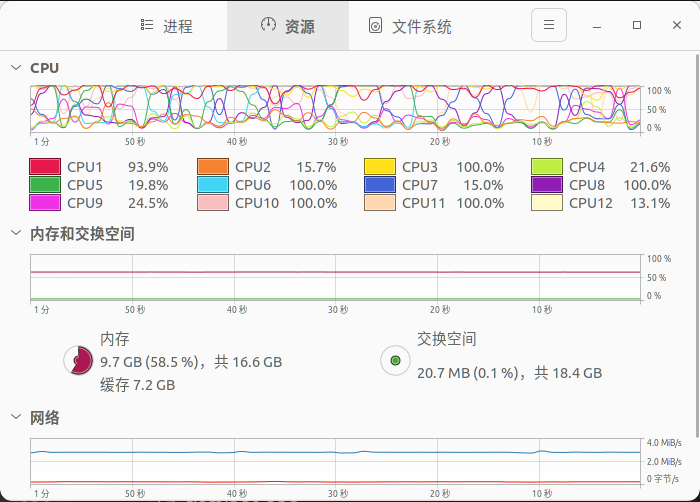 进程 资源 文件系统
CPU
100 %
50 %
0 %
1 分 50 秒 40 秒 30 秒 20 秒 10 秒
CPU1 93.9% CPU2 15.7% CPU3 100.0% CPU4 21.6%
CPU5 19.8% CPU6 100.0% CPU7 15.0% CPU8 100.0%
CPU9 24.5% CPU10 100.0% CPU11 100.0% CPU12 13.1%
内存和交换空间
100 %
50 %
0 %
1 分 50 秒 40 秒 30 秒 20 秒 10 秒
内存
9.7 GB (58.5 %)，共 16.6 GB
缓存 7.2 GB
交换空间
20.7 MB (0.1 %)，共 18.4 GB
网络
4.0 MiB/s
2.0 MiB/s
0 字节/s
1 分 50 秒 40 秒 30 秒 20 秒 10 秒